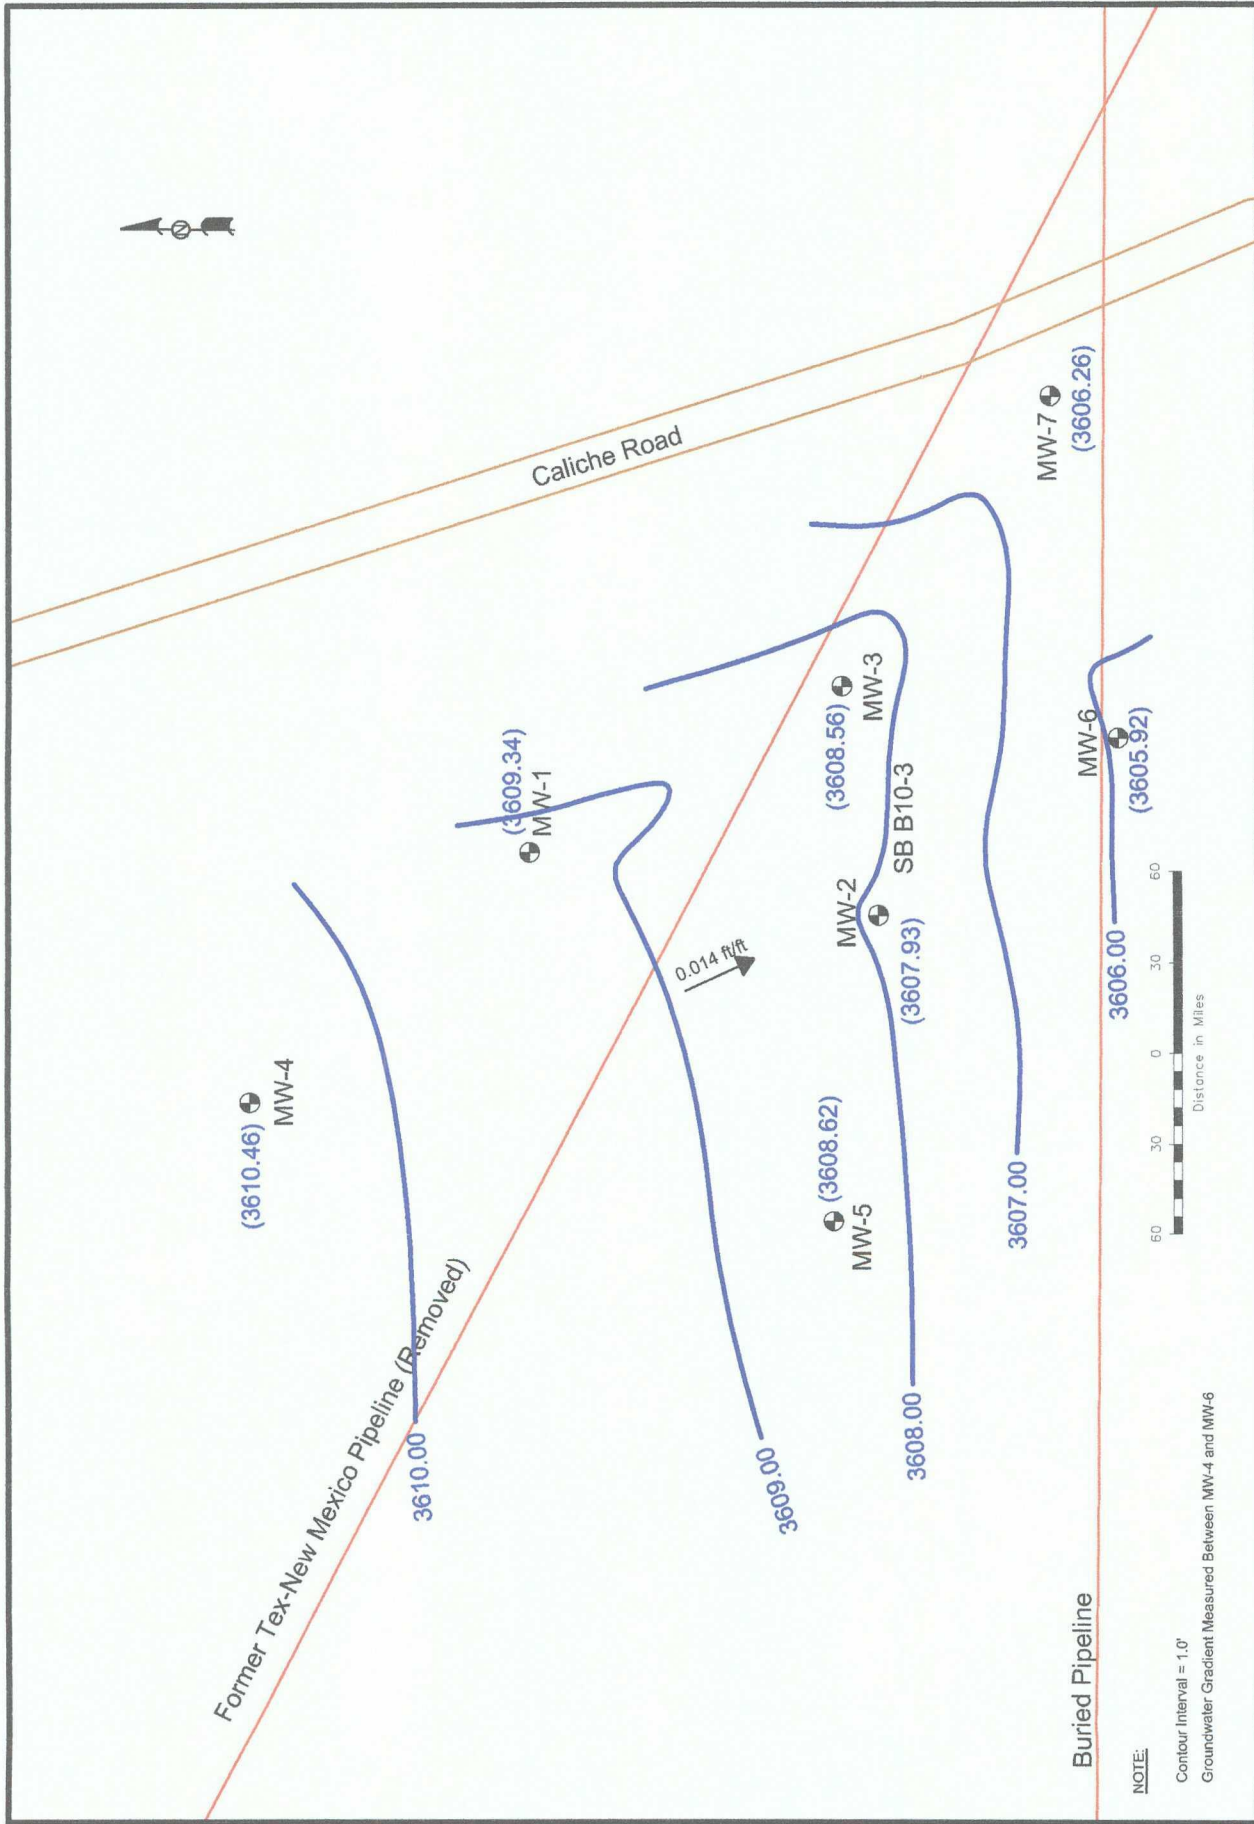 Former Tex-New Mexico Pipeline (Removed)
N
Caliche Road
(3610.46)
MW-4
3610.00
(3609.34)
MW-1
3609.00
0.014 ft/ft
(3608.62)
MW-5
MW-2
(3607.93)
(3608.56)
MW-3
SB B10-3
3608.00
3607.00
MW-7
(3606.26)
MW-6
(3605.92)
3606.00
Buried Pipeline
60 30 0 30 60
Distance in Miles
NOTE:
Contour Interval = 1.0'
Groundwater Gradient Measured Between MW-4 and MW-6